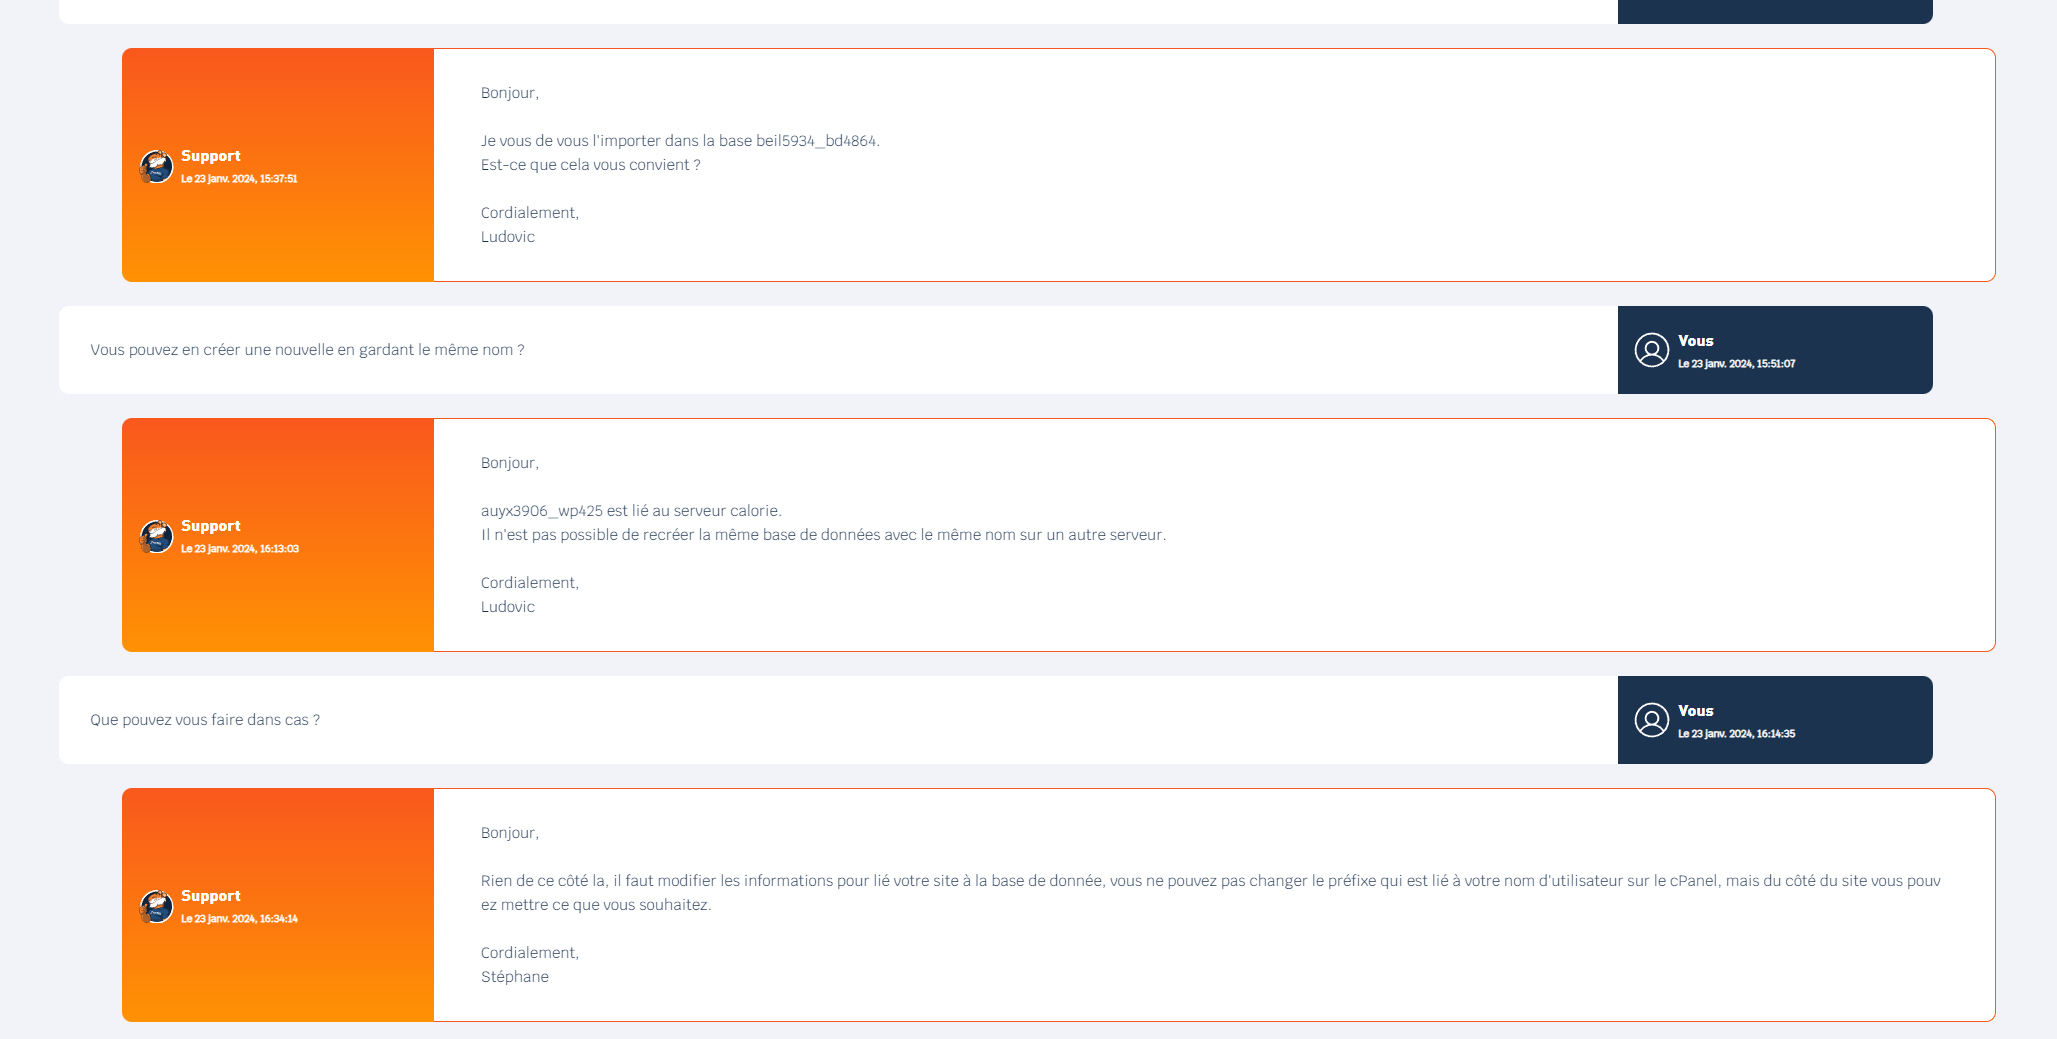 Support
Le 23 janv. 2024, 15:37:51
Bonjour,
Je vous de vous l'importer dans la base beil5934_bd4864.
Est-ce que cela vous convient ?
Cordialement,
Ludovic
Vous pouvez en créer une nouvelle en gardant le même nom ?
Vous
Le 23 janv. 2024, 15:51:07
Support
Le 23 janv. 2024, 16:13:03
Bonjour,
auyx3906_wp425 est lié au serveur calorie.
Il n'est pas possible de recréer la même base de données avec le même nom sur un autre serveur.
Cordialement,
Ludovic
Que pouvez vous faire dans cas ?
Vous
Le 23 janv. 2024, 16:14:35
Support
Le 23 janv. 2024, 16:34:14
Bonjour,
Rien de ce côté la, il faut modifier les informations pour lié votre site à la base de donnée, vous ne pouvez pas changer le préfixe qui est lié à votre nom d'utilisateur sur le cPanel, mais du côté du site vous pouv
ez mettre ce que vous souhaitez.
Cordialement,
Stéphane